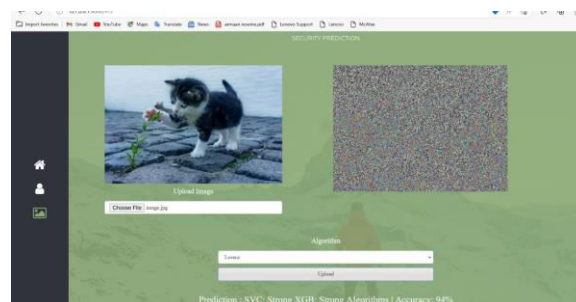 Import favorites Gmail YouTube Maps Translate News Lenovo Support Lenovo McAfee
SECURITY PREDICTION
Upload Image
Choose File image.jpg
Algorithm
Lorenz
Upload
Prediction : SVC: Strong XGB: Strong Algorithms | Accuracy: 94%